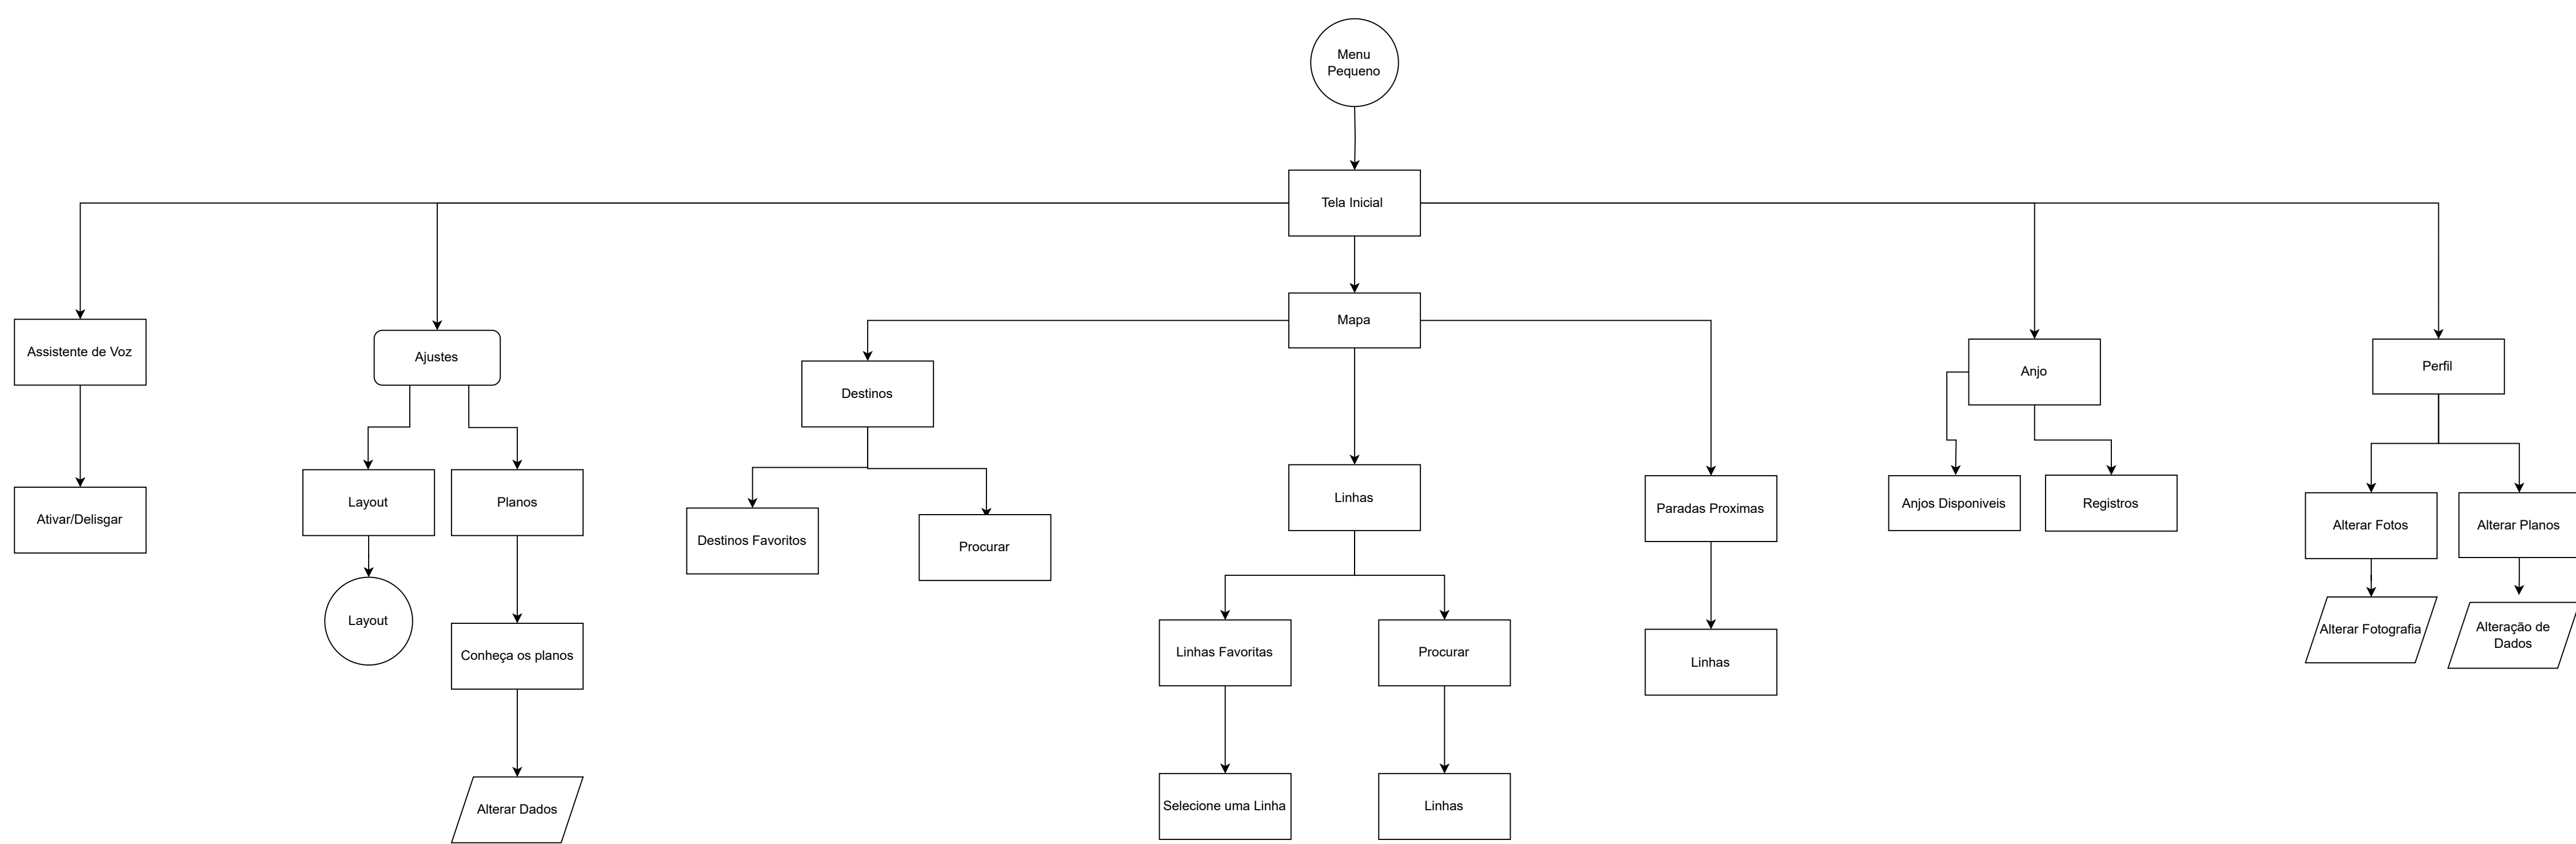 Menu
Pequeno
Tela Inicial
Mapa
Assistente de Voz
Ajustes
Destinos
Anjo
Perfil
Layout
Planos
Linhas
Paradas Proximas
Anjos Disponiveis
Registros
Ativar/Delisgar
Destinos Favoritos
Procurar
Alterar Fotos
Alterar Planos
Layout
Conheça os planos
Linhas Favoritas
Procurar
Linhas
Alterar Fotografia
Alteração de
Dados
Alterar Dados
Selecione uma Linha
Linhas